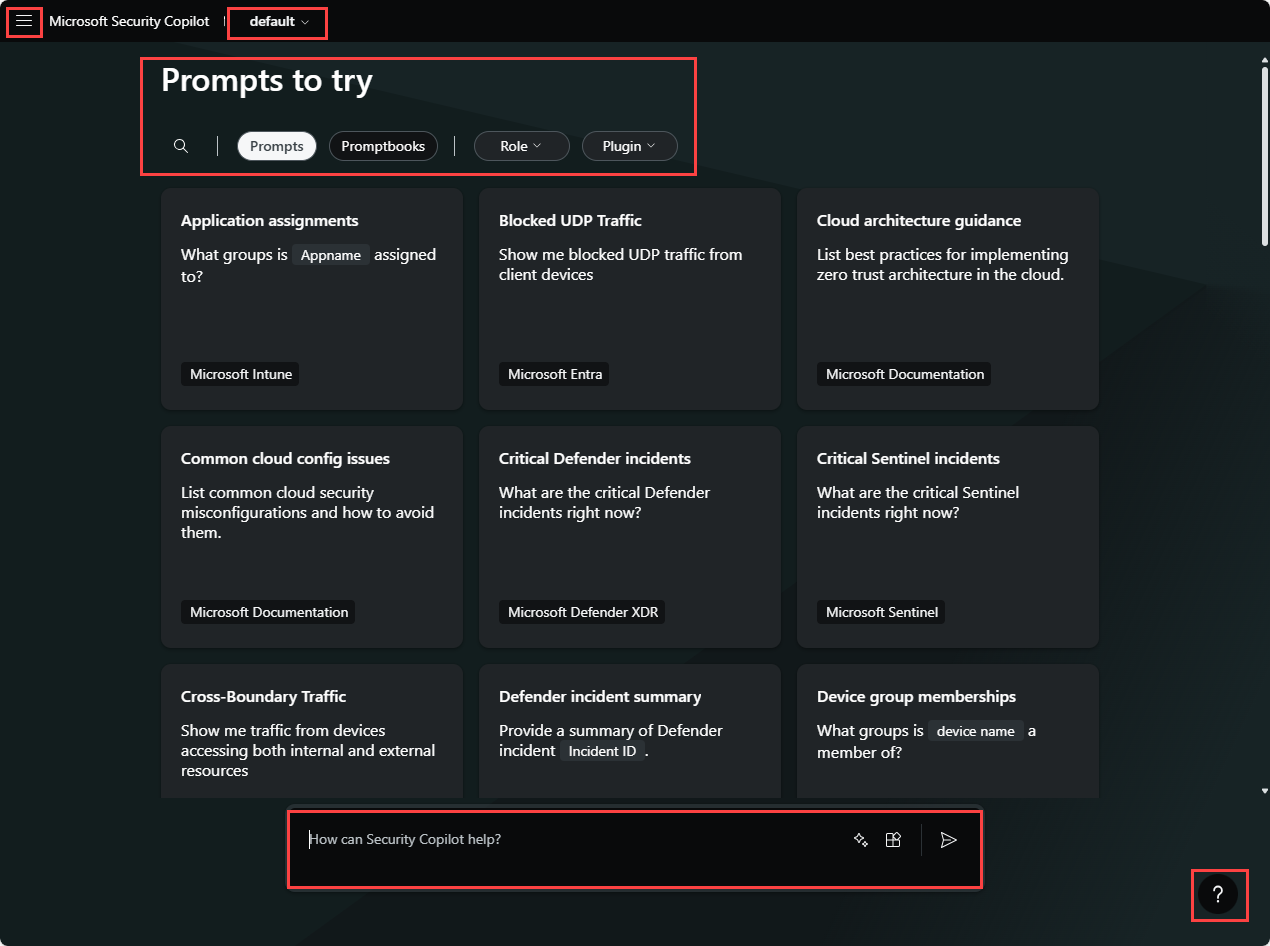 Microsoft Security Copilot | default
Prompts to try
Prompts Promptbooks Role Plugin
Application assignments
What groups is Appname assigned
to?
Microsoft Intune
Blocked UDP Traffic
Show me blocked UDP traffic from
client devices
Microsoft Entra
Cloud architecture guidance
List best practices for implementing
zero trust architecture in the cloud.
Microsoft Documentation
Common cloud config issues
List common cloud security
misconfigurations and how to avoid
them.
Microsoft Documentation
Critical Defender incidents
What are the critical Defender
incidents right now?
Microsoft Defender XDR
Critical Sentinel incidents
What are the critical Sentinel
incidents right now?
Microsoft Sentinel
Cross-Boundary Traffic
Show me traffic from devices
accessing both internal and external
resources
Defender incident summary
Provide a summary of Defender
incident Incident ID .
Device group memberships
What groups is device name a
member of?
How can Security Copilot help?
?